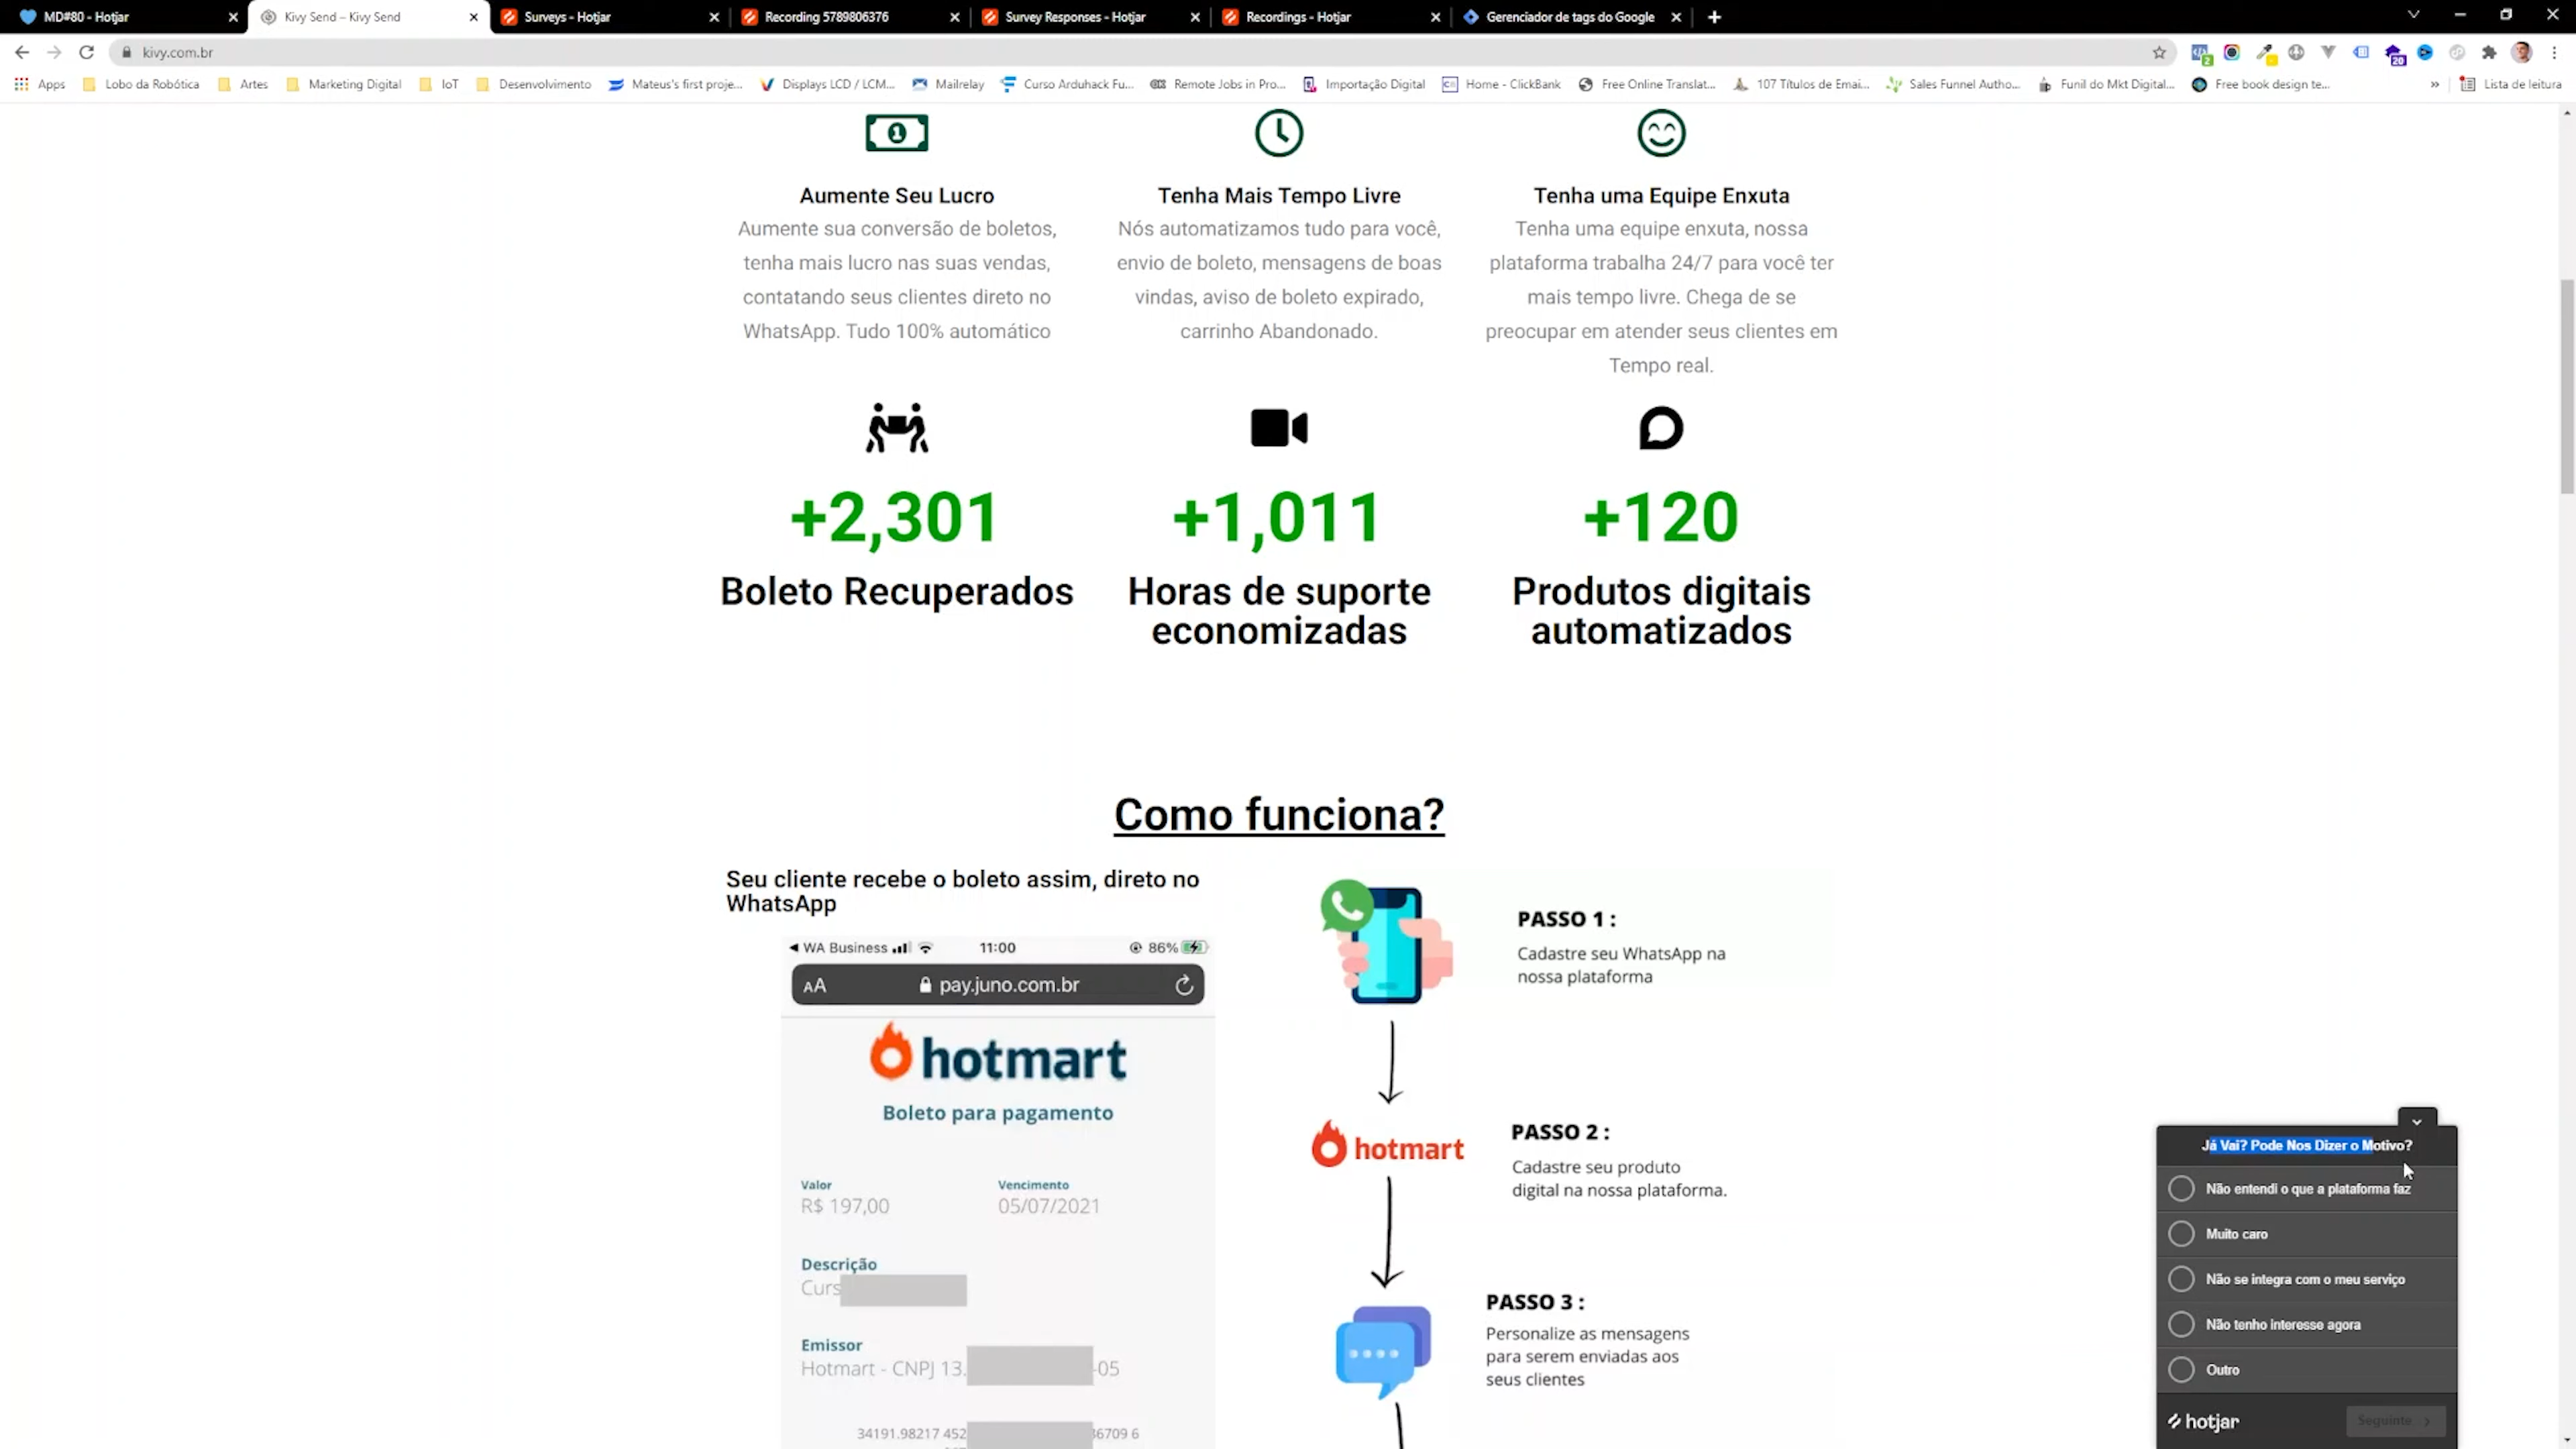 MD#80 - Hotjar
Kivy Send – Kivy Send
Surveys - Hotjar
Recording 5789806376
Survey Responses - Hotjar
Recordings - Hotjar
Gerenciador de tags do Google
kivy.com.br
2
20
Apps
Lobo da Robótica
Artes
Marketing Digital
IoT
Desenvolvimento
Mateus's first proje...
Displays LCD / LCM...
Mailrelay
Curso Arduhack Fu...
Remote Jobs in Pro...
Importação Digital
Home - ClickBank
Free Online Translat...
107 Títulos de Emai...
Sales Funnel Autho...
Funil do Mkt Digital...
Free book design te...
»
Lista de leitura
Aumente Seu Lucro
Aumente sua conversão de boletos,
tenha mais lucro nas suas vendas,
contatando seus clientes direto no
WhatsApp. Tudo 100% automático
Tenha Mais Tempo Livre
Nós automatizamos tudo para você,
envio de boleto, mensagens de boas
vindas, aviso de boleto expirado,
carrinho Abandonado.
Tenha uma Equipe Enxuta
Tenha uma equipe enxuta, nossa
plataforma trabalha 24/7 para você ter
mais tempo livre. Chega de se
preocupar em atender seus clientes em
Tempo real.
+2,301
Boleto Recuperados
+1,011
Horas de suporte
economizadas
+120
Produtos digitais
automatizados
Como funciona?
Seu cliente recebe o boleto assim, direto no
WhatsApp
WA Business
11:00
86%
AA
pay.juno.com.br
hotmart
Boleto para pagamento
Valor
R$ 197,00
Vencimento
05/07/2021
Descrição
Curs
Emissor
Hotmart - CNPJ 13.
-05
34191.98217 452
6709 6
PASSO 1 :
Cadastre seu WhatsApp na
nossa plataforma
hotmart
PASSO 2 :
Cadastre seu produto
digital na nossa plataforma.
PASSO 3 :
Personalize as mensagens
para serem enviadas aos
seus clientes
Já Vai? Pode Nos Dizer o Motivo?
Não entendi o que a plataforma faz
Muito caro
Não se integra com o meu serviço
Não tenho interesse agora
Outro
hotjar
Seguinte